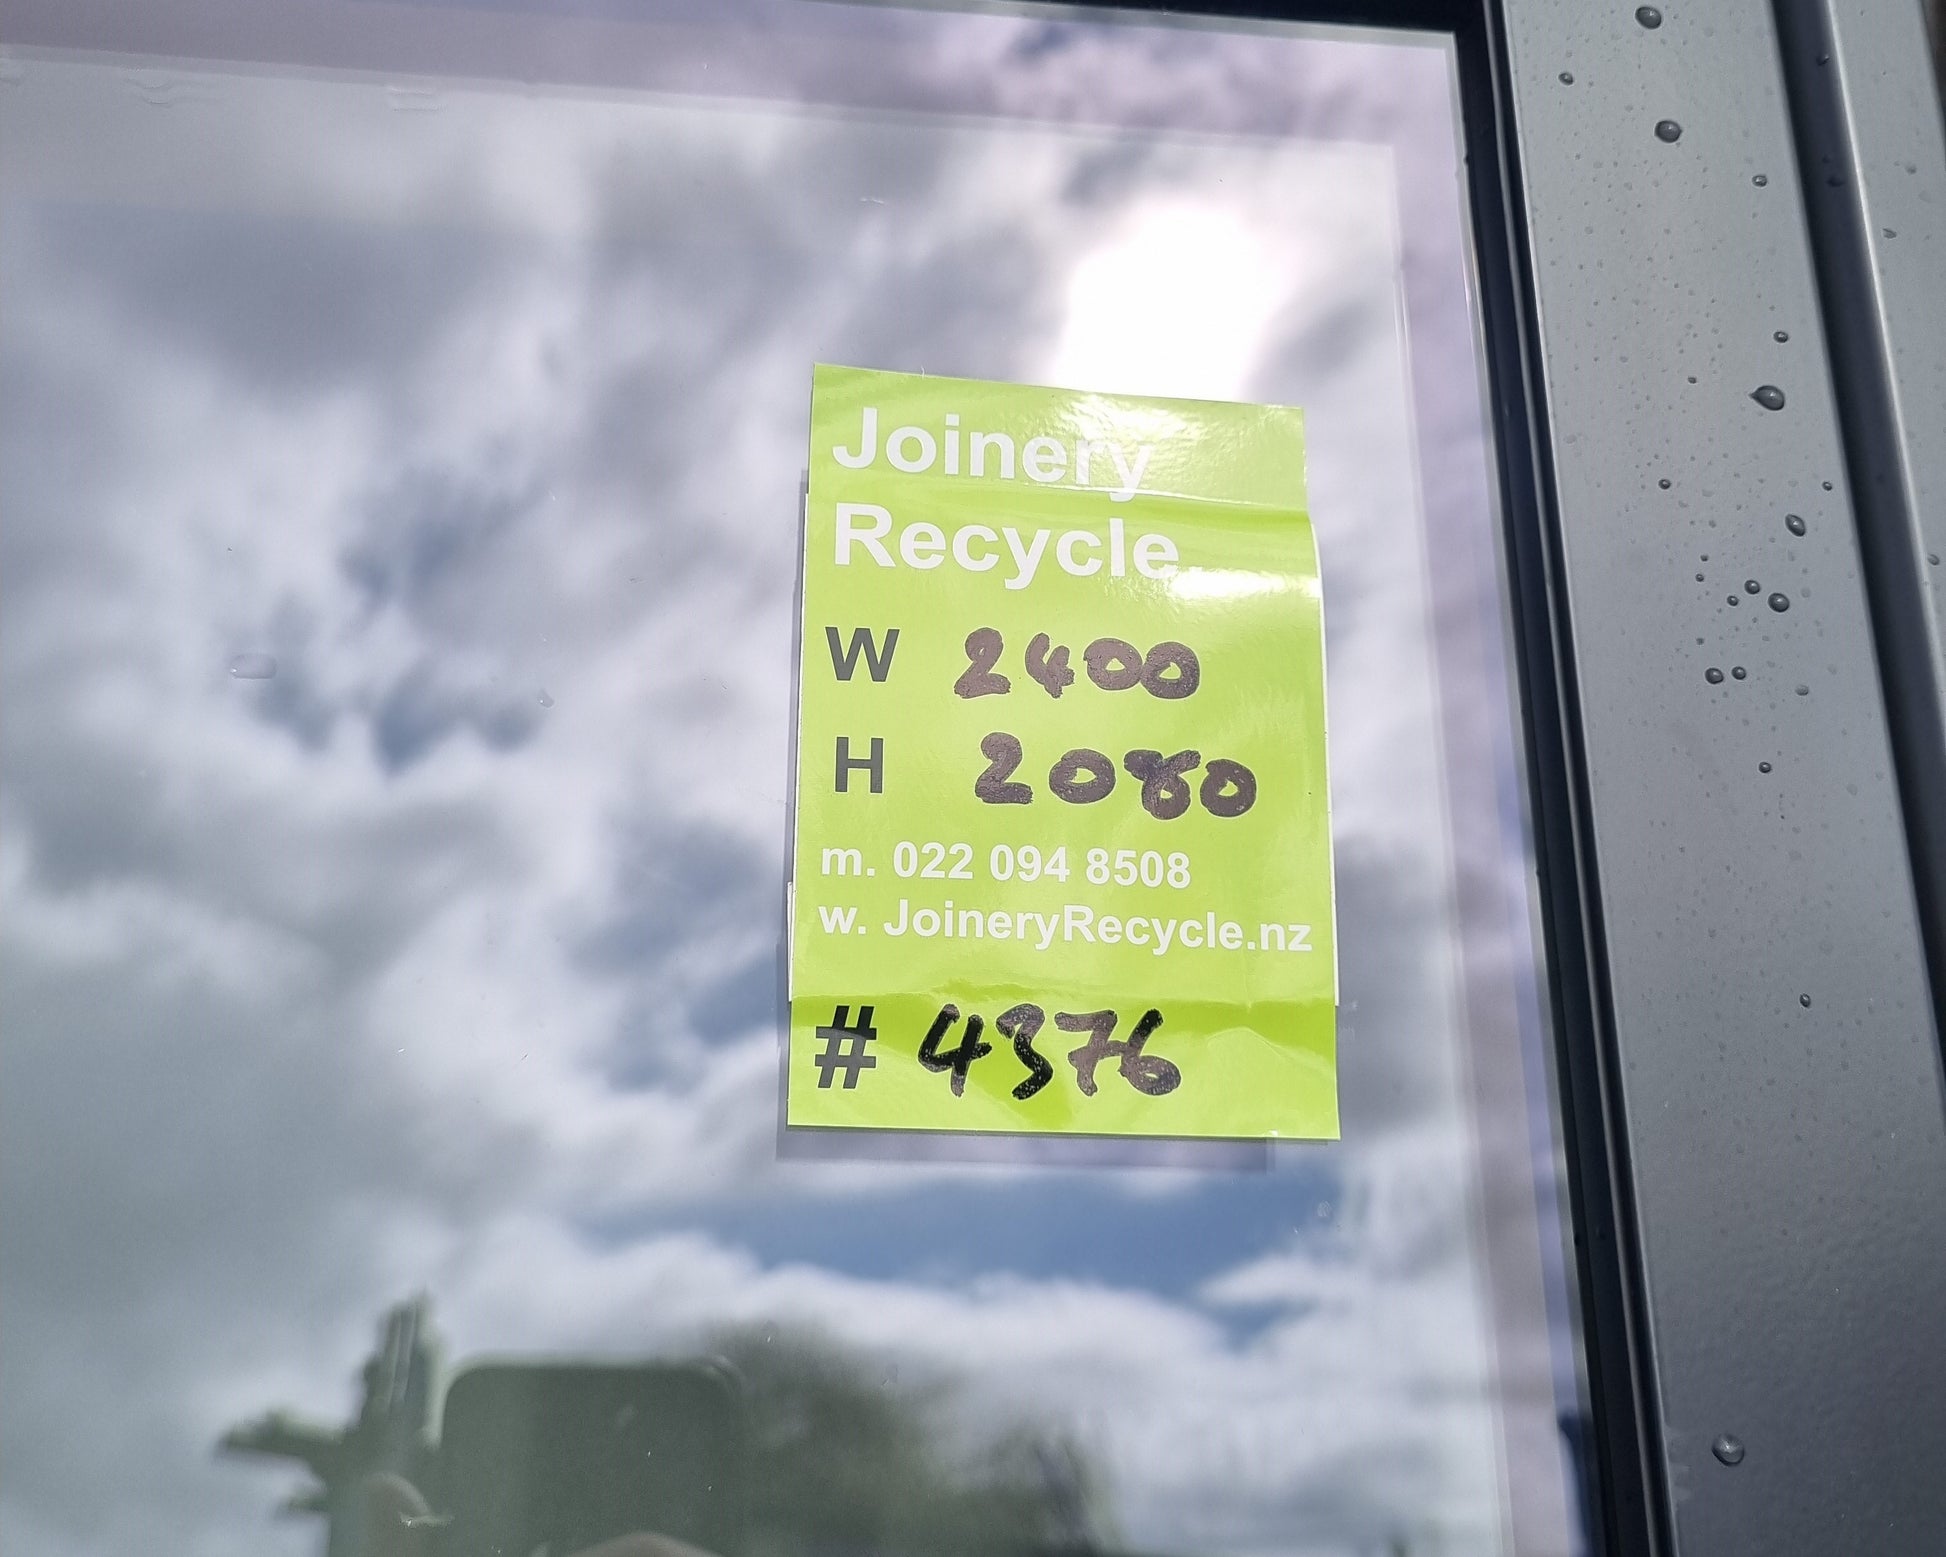 Joinery
Recycle
W 2400
H 2080
m. 022 094 8508
w. JoineryRecycle.nz
# 4376